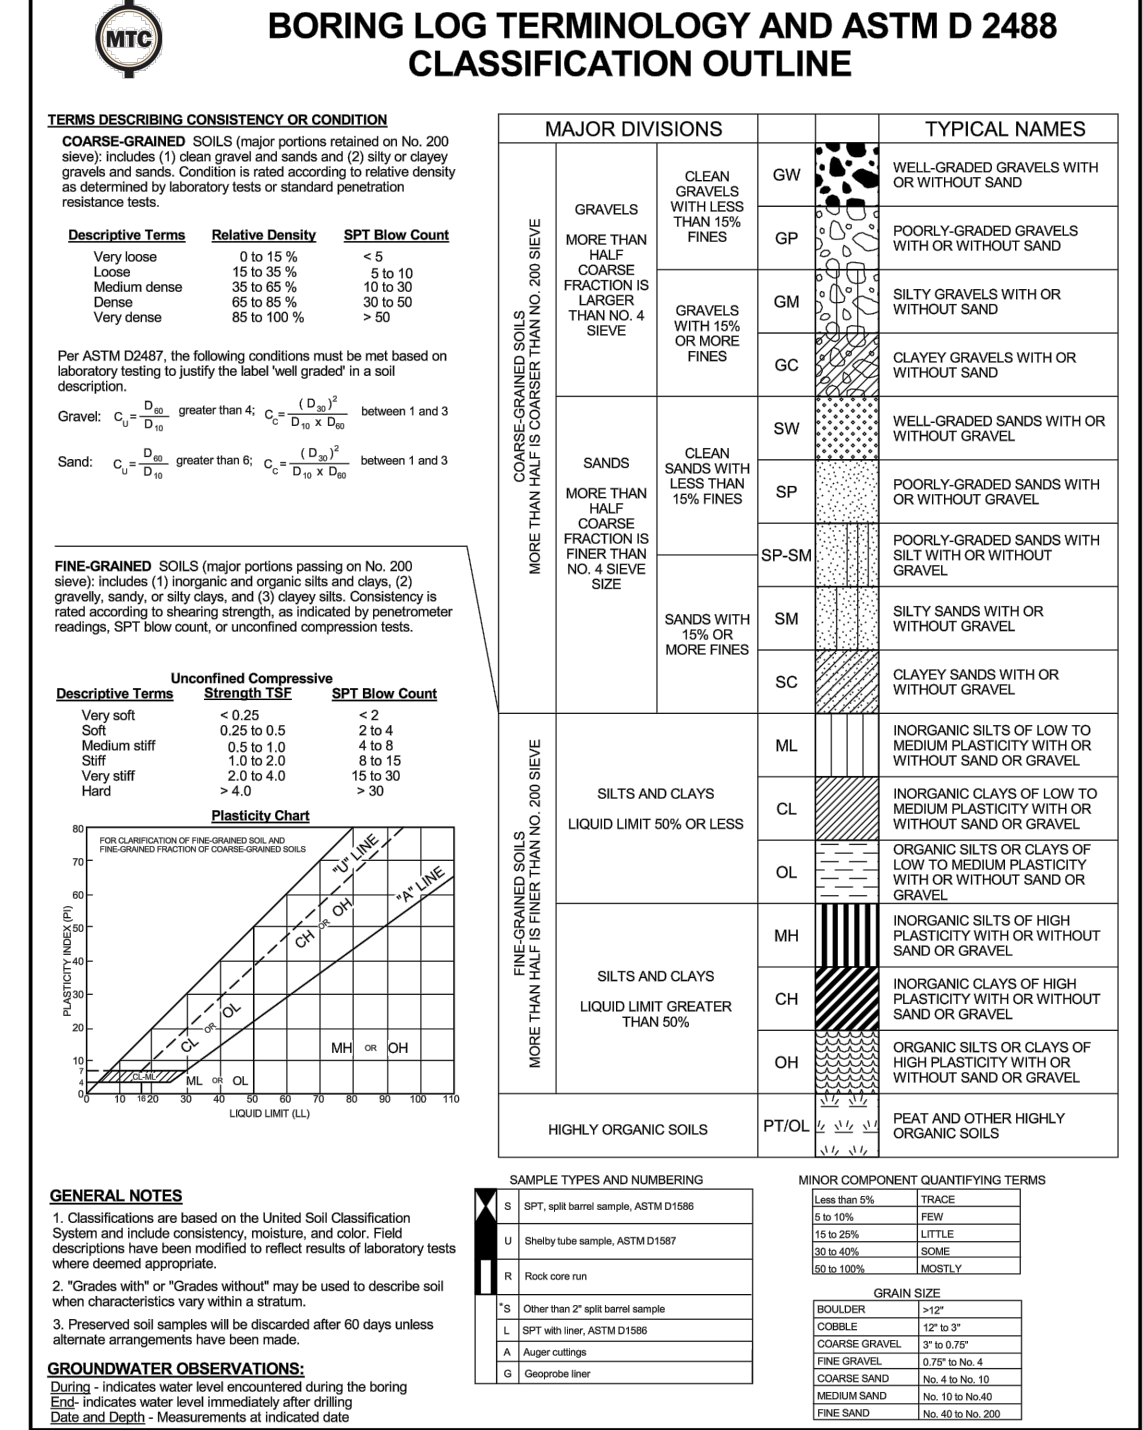 MTC
BORING LOG TERMINOLOGY AND ASTM D 2488
CLASSIFICATION OUTLINE
TERMS DESCRIBING CONSISTENCY OR CONDITION
COARSE-GRAINED SOILS (major portions retained on No. 200
sieve): includes (1) clean gravel and sands and (2) silty or clayey
gravels and sands. Condition is rated according to relative density
as determined by laboratory tests or standard penetration
resistance tests.
Descriptive Terms Relative Density SPT Blow Count
Very loose 0 to 15 % < 5
Loose 15 to 35 % 5 to 10
Medium dense 35 to 65 % 10 to 30
Dense 65 to 85 % 30 to 50
Very dense 85 to 100 % > 50
Per ASTM D2487, the following conditions must be met based on
laboratory testing to justify the label 'well graded' in a soil
description.
Gravel: C_U = D_60 / D_10 greater than 4; C_C = (D_30)^2 / D_10 x D_60 between 1 and 3
Sand: C_U = D_60 / D_10 greater than 6; C_C = (D_30)^2 / D_10 x D_60 between 1 and 3
FINE-GRAINED SOILS (major portions passing on No. 200
sieve): includes (1) inorganic and organic silts and clays, (2)
gravelly, sandy, or silty clays, and (3) clayey silts. Consistency is
rated according to shearing strength, as indicated by penetrometer
readings, SPT blow count, or unconfined compression tests.
Unconfined Compressive
Descriptive Terms Strength TSF SPT Blow Count
Very soft < 0.25 < 2
Soft 0.25 to 0.5 2 to 4
Medium stiff 0.5 to 1.0 4 to 8
Stiff 1.0 to 2.0 8 to 15
Very stiff 2.0 to 4.0 15 to 30
Hard > 4.0 > 30
Plasticity Chart
FOR CLARIFICATION OF FINE-GRAINED SOIL AND
FINE-GRAINED FRACTION OF COARSE-GRAINED SOILS
PLASTICITY INDEX (PI)
80
70
60
50
40
30
20
10
7
4
0
"U" LINE
"A" LINE
CH OR OH
CL OR OL
MH OR OH
CL-ML
ML OR OL
0 10 16 20 30 40 50 60 70 80 90 100 110
LIQUID LIMIT (LL)
GENERAL NOTES
1. Classifications are based on the United Soil Classification
System and include consistency, moisture, and color. Field
descriptions have been modified to reflect results of laboratory tests
where deemed appropriate.
2. "Grades with" or "Grades without" may be used to describe soil
when characteristics vary within a stratum.
3. Preserved soil samples will be discarded after 60 days unless
alternate arrangements have been made.
GROUNDWATER OBSERVATIONS:
During - indicates water level encountered during the boring
End- indicates water level immediately after drilling
Date and Depth - Measurements at indicated date
MAJOR DIVISIONS TYPICAL NAMES
COARSE-GRAINED SOILS
MORE THAN HALF IS COARSER THAN NO. 200 SIEVE
GRAVELS
MORE THAN
HALF
COARSE
FRACTION IS
LARGER
THAN NO. 4
SIEVE
CLEAN
GRAVELS
WITH LESS
THAN 15%
FINES
GW
WELL-GRADED GRAVELS WITH
OR WITHOUT SAND
GP
POORLY-GRADED GRAVELS
WITH OR WITHOUT SAND
GRAVELS
WITH 15%
OR MORE
FINES
GM
SILTY GRAVELS WITH OR
WITHOUT SAND
GC
CLAYEY GRAVELS WITH OR
WITHOUT SAND
SANDS
MORE THAN
HALF
COARSE
FRACTION IS
FINER THAN
NO. 4 SIEVE
SIZE
CLEAN
SANDS WITH
LESS THAN
15% FINES
SW
WELL-GRADED SANDS WITH OR
WITHOUT GRAVEL
SP
POORLY-GRADED SANDS WITH
OR WITHOUT GRAVEL
SP-SM
POORLY-GRADED SANDS WITH
SILT WITH OR WITHOUT
GRAVEL
SANDS WITH
15% OR
MORE FINES
SM
SILTY SANDS WITH OR
WITHOUT GRAVEL
SC
CLAYEY SANDS WITH OR
WITHOUT GRAVEL
FINE-GRAINED SOILS
MORE THAN HALF IS FINER THAN NO. 200 SIEVE
SILTS AND CLAYS
LIQUID LIMIT 50% OR LESS
ML
INORGANIC SILTS OF LOW TO
MEDIUM PLASTICITY WITH OR
WITHOUT SAND OR GRAVEL
CL
INORGANIC CLAYS OF LOW TO
MEDIUM PLASTICITY WITH OR
WITHOUT SAND OR GRAVEL
OL
ORGANIC SILTS OR CLAYS OF
LOW TO MEDIUM PLASTICITY
WITH OR WITHOUT SAND OR
GRAVEL
SILTS AND CLAYS
LIQUID LIMIT GREATER
THAN 50%
MH
INORGANIC SILTS OF HIGH
PLASTICITY WITH OR WITHOUT
SAND OR GRAVEL
CH
INORGANIC CLAYS OF HIGH
PLASTICITY WITH OR WITHOUT
SAND OR GRAVEL
OH
ORGANIC SILTS OR CLAYS OF
HIGH PLASTICITY WITH OR
WITHOUT SAND OR GRAVEL
HIGHLY ORGANIC SOILS
PT/OL
PEAT AND OTHER HIGHLY
ORGANIC SOILS
SAMPLE TYPES AND NUMBERING
S SPT, split barrel sample, ASTM D1586
U Shelby tube sample, ASTM D1587
R Rock core run
*S Other than 2" split barrel sample
L SPT with liner, ASTM D1586
A Auger cuttings
G Geoprobe liner
MINOR COMPONENT QUANTIFYING TERMS
Less than 5% TRACE
5 to 10% FEW
15 to 25% LITTLE
30 to 40% SOME
50 to 100% MOSTLY
GRAIN SIZE
BOULDER >12"
COBBLE 12" to 3"
COARSE GRAVEL 3" to 0.75"
FINE GRAVEL 0.75" to No. 4
COARSE SAND No. 4 to No. 10
MEDIUM SAND No. 10 to No.40
FINE SAND No. 40 to No. 200